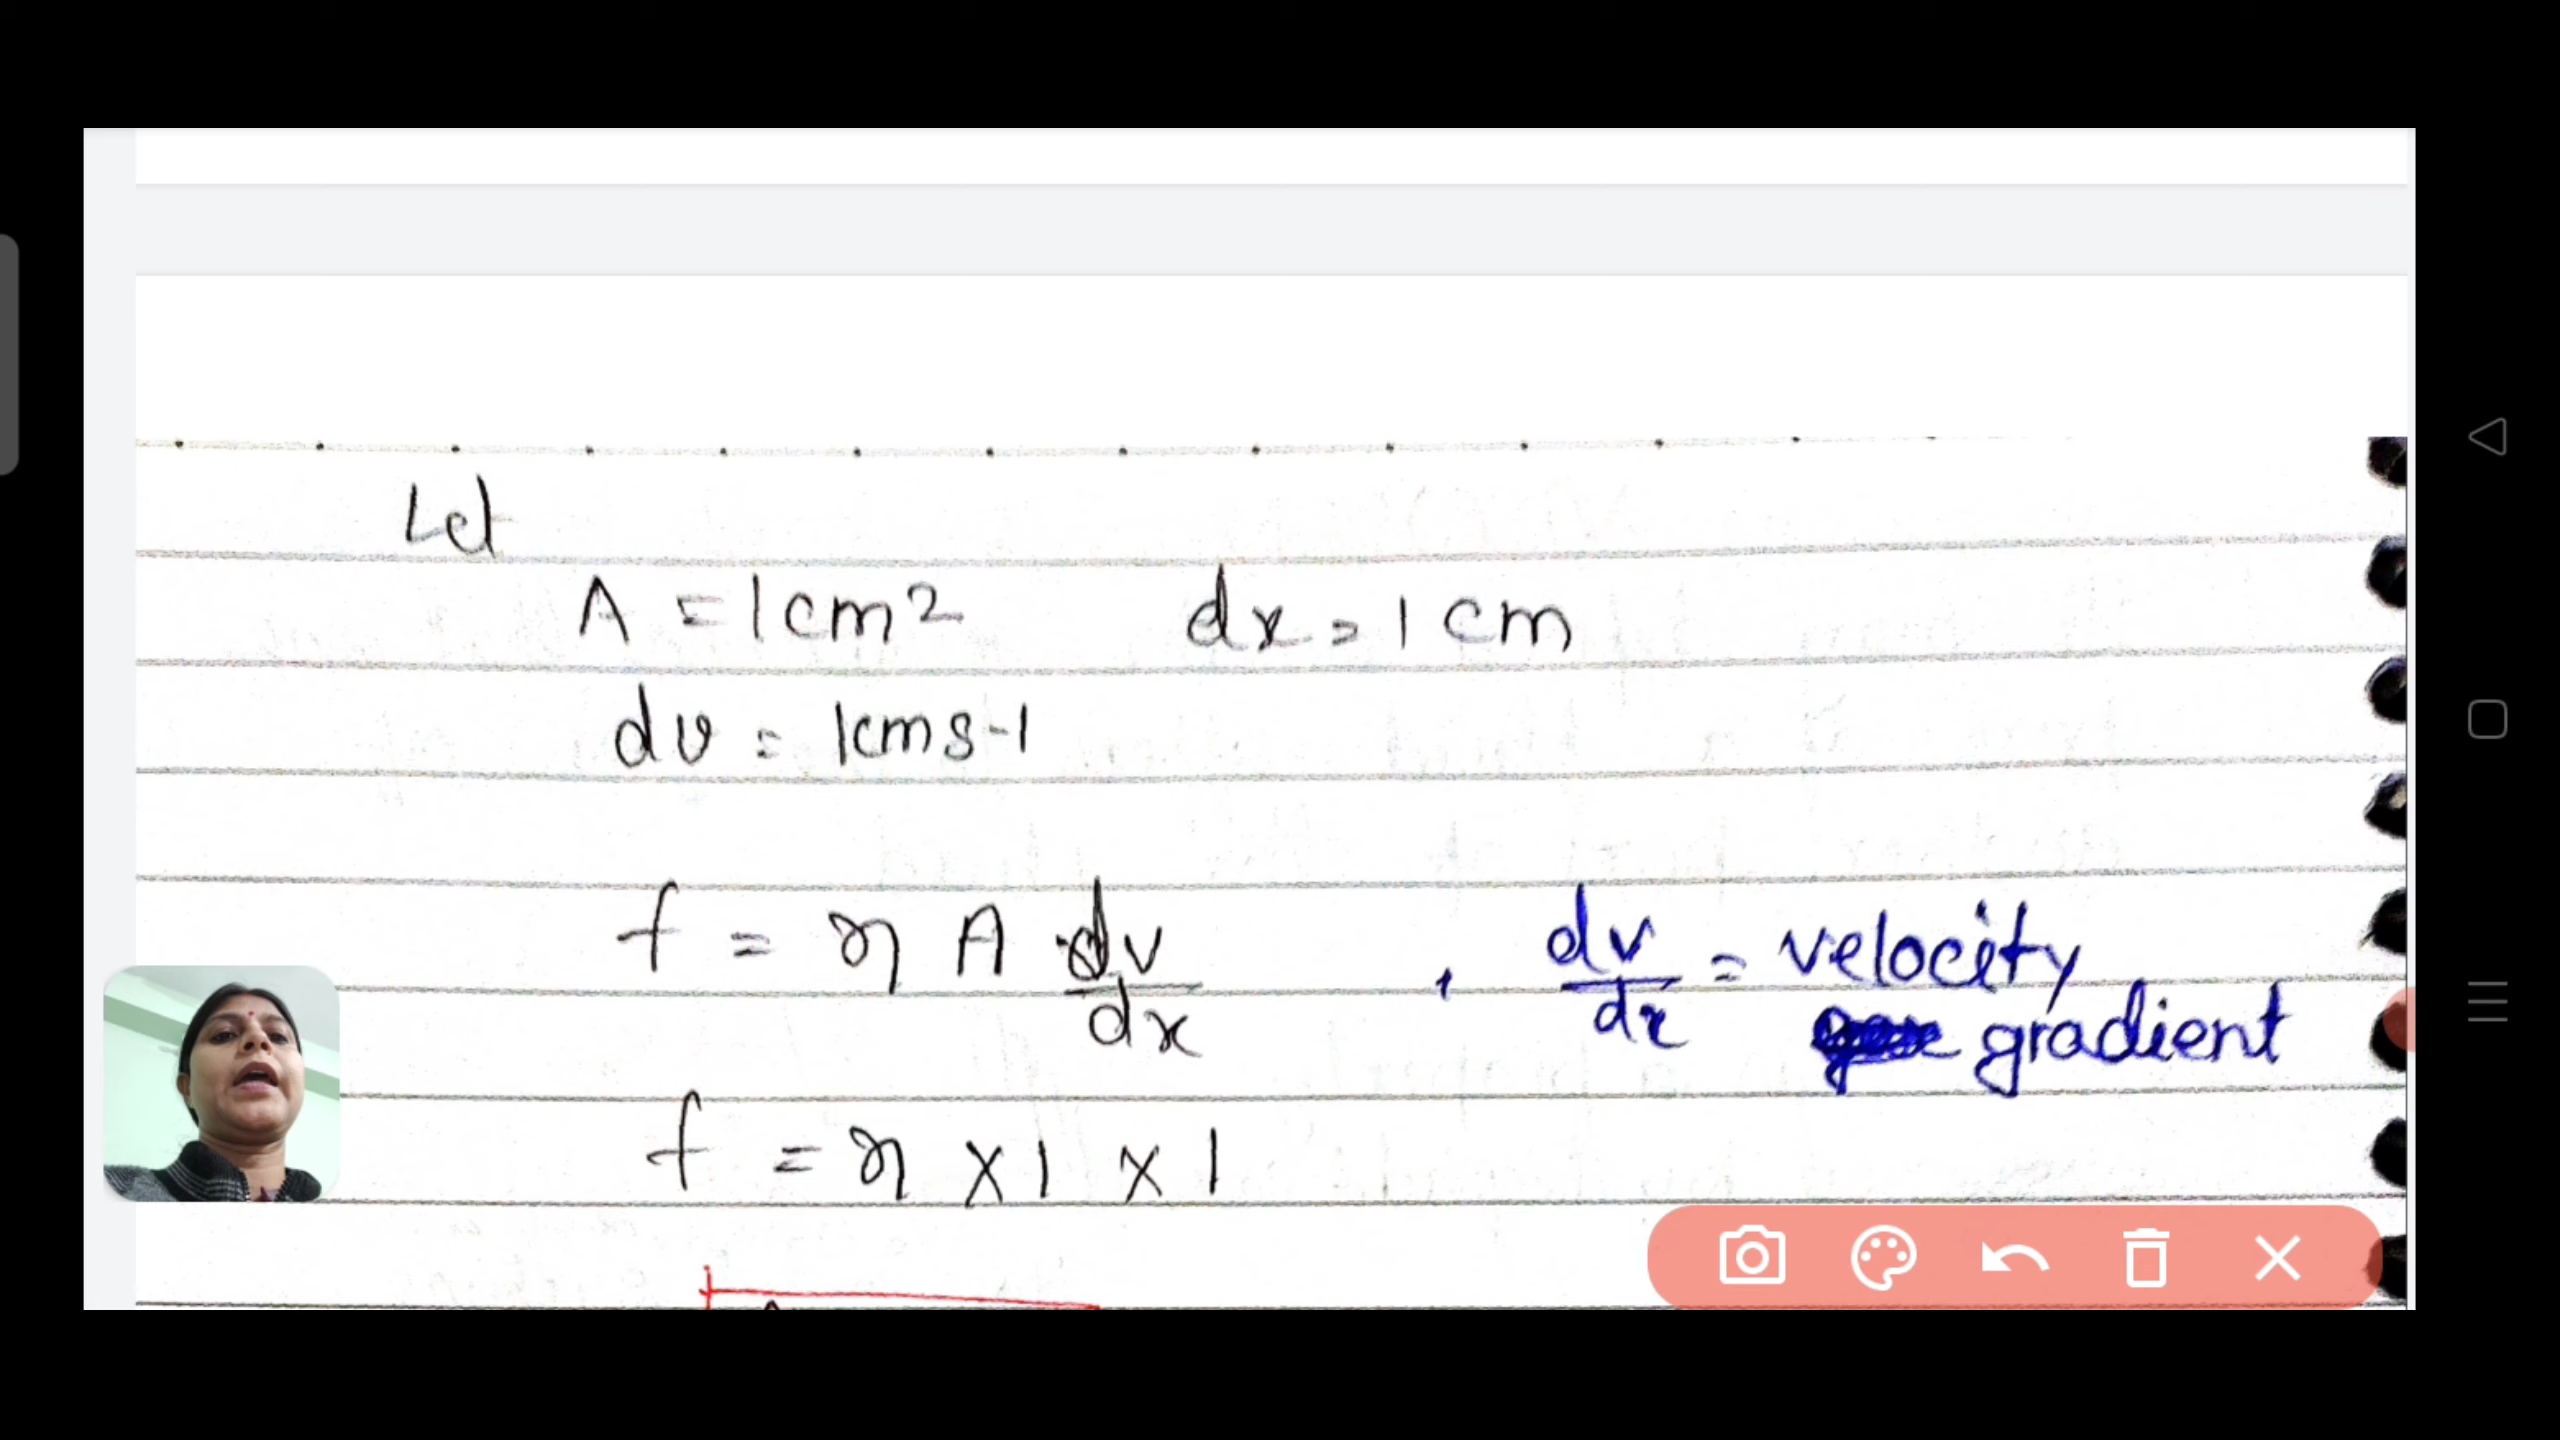 Let
A = 1cm2    dx = 1 cm
dv = 1cms-1
f = η A dv/dx , dv/dx = velocity gradient
f = η x 1 x 1